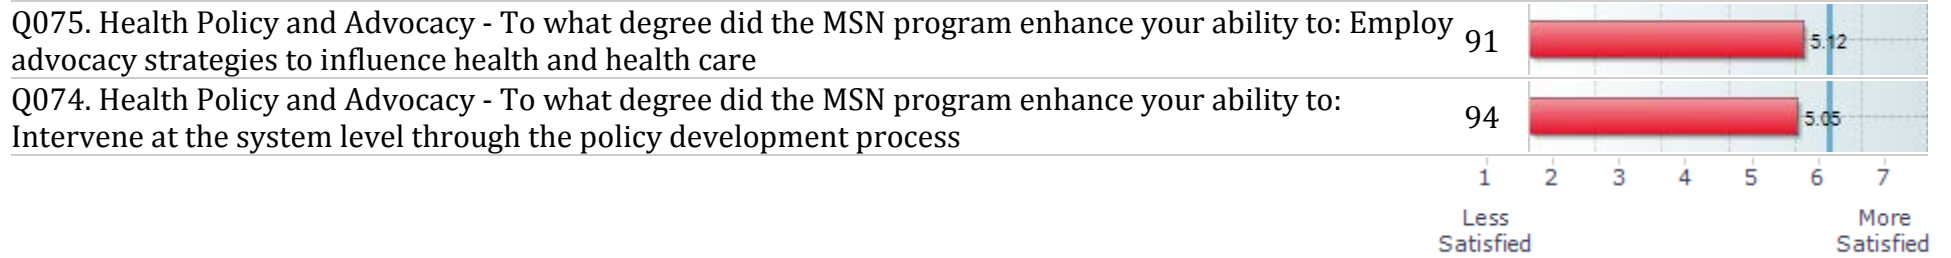 Q075. Health Policy and Advocacy - To what degree did the MSN program enhance your ability to: Employ
advocacy strategies to influence health and health care
91
5.12
Q074. Health Policy and Advocacy - To what degree did the MSN program enhance your ability to:
Intervene at the system level through the policy development process
94
5.05
1 2 3 4 5 6 7
Less More
Satisfied Satisfied